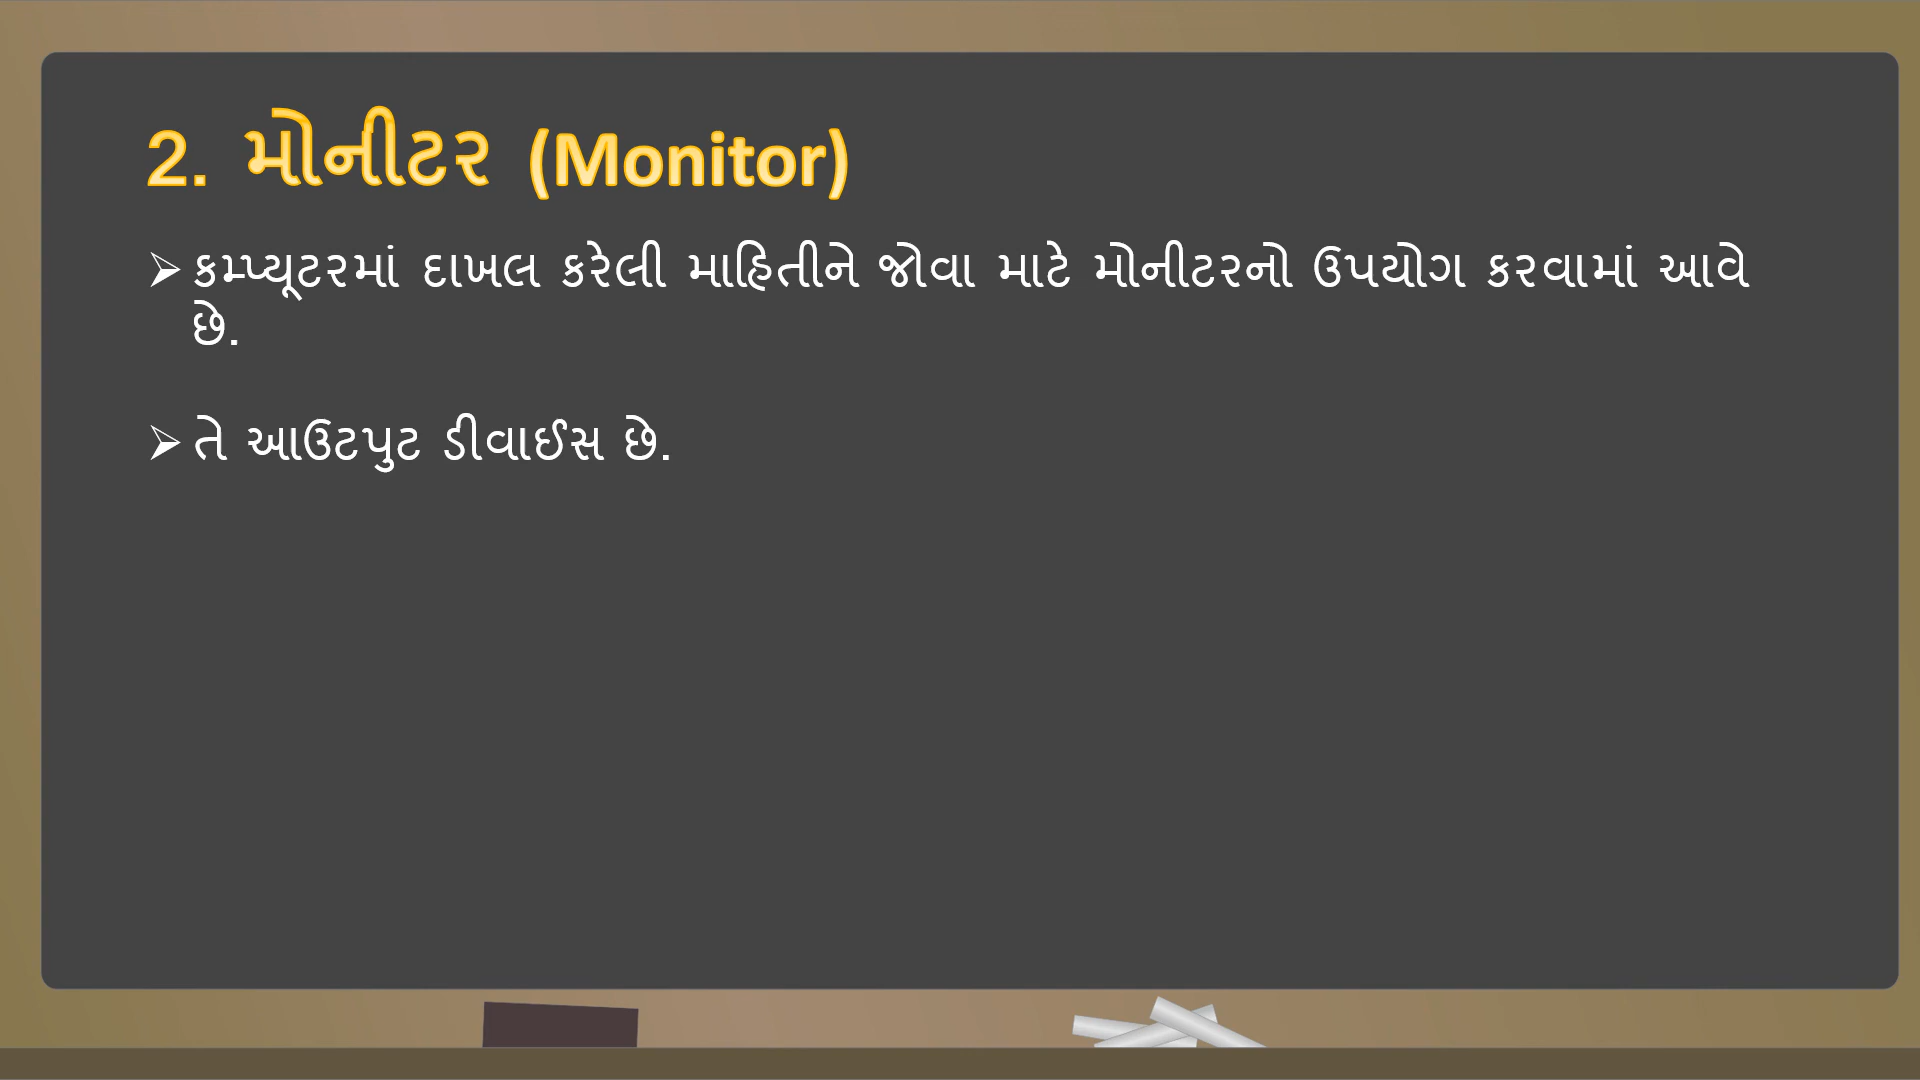 2. મોનીટર (Monitor)
➢ કમ્પ્યૂટરમાં દાખલ કરેલી માહિતીને જોવા માટે મોનીટરનો ઉપયોગ કરવામાં આવે
છે.
➢ તે આઉટપુટ ડીવાઈસ છે.